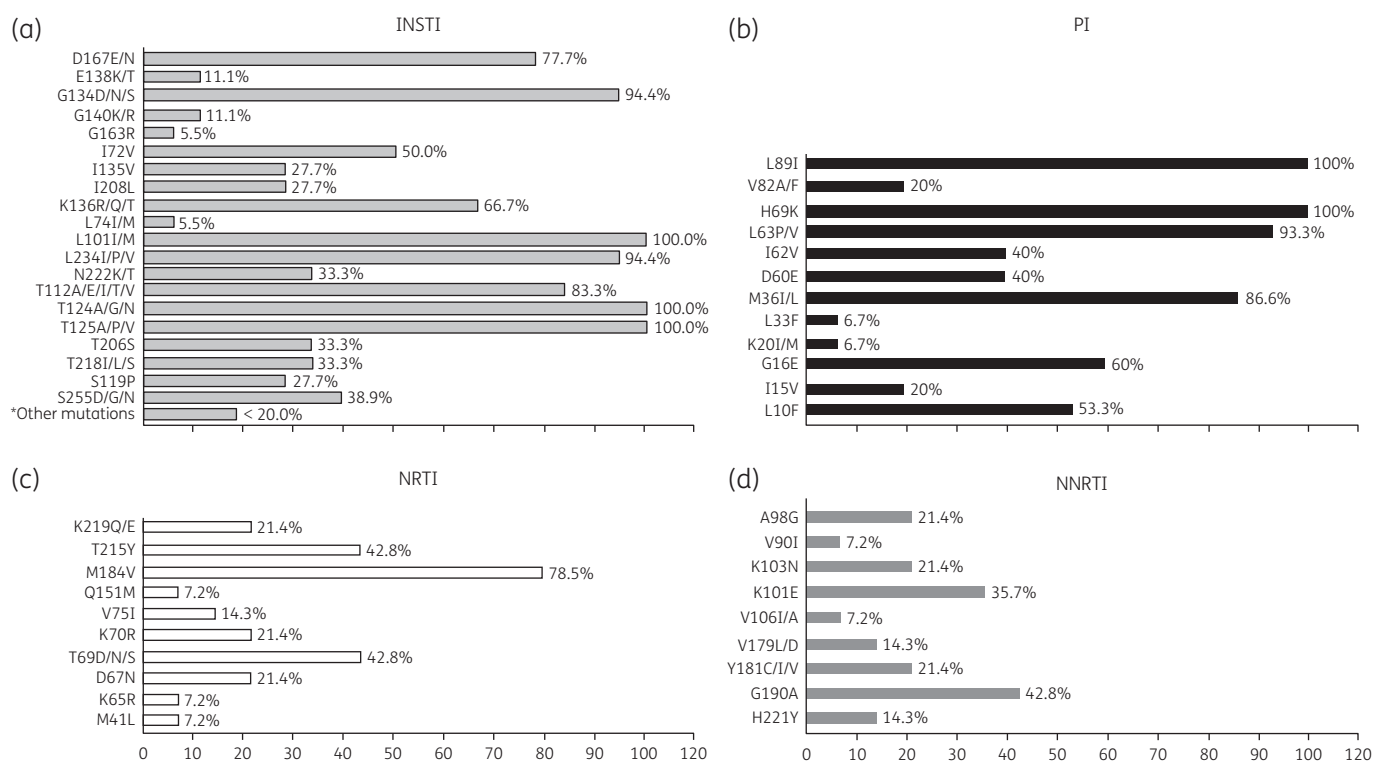 (a)
INSTI
D167E/N 77.7%
E138K/T 11.1%
G134D/N/S 94.4%
G140K/R 11.1%
G163R 5.5%
I72V 50.0%
I135V 27.7%
I208L 27.7%
K136R/Q/T 66.7%
L74I/M 5.5%
L101I/M 100.0%
L234I/P/V 94.4%
N222K/T 33.3%
T112A/E/I/T/V 83.3%
T124A/G/N 100.0%
T125A/P/V 100.0%
T206S 33.3%
T218I/L/S 33.3%
S119P 27.7%
S255D/G/N 38.9%
*Other mutations < 20.0%
(b)
PI
L89I 100%
V82A/F 20%
H69K 100%
L63P/V 93.3%
I62V 40%
D60E 40%
M36I/L 86.6%
L33F 6.7%
K20I/M 6.7%
G16E 60%
I15V 20%
L10F 53.3%
(c)
NRTI
K219Q/E 21.4%
T215Y 42.8%
M184V 78.5%
Q151M 7.2%
V75I 14.3%
K70R 21.4%
T69D/N/S 42.8%
D67N 21.4%
K65R 7.2%
M41L 7.2%
0 10 20 30 40 50 60 70 80 90 100 120
(d)
NNRTI
A98G 21.4%
V90I 7.2%
K103N 21.4%
K101E 35.7%
V106I/A 7.2%
V179L/D 14.3%
Y181C/I/V 21.4%
G190A 42.8%
H221Y 14.3%
0 10 20 30 40 50 60 70 80 90 100 120